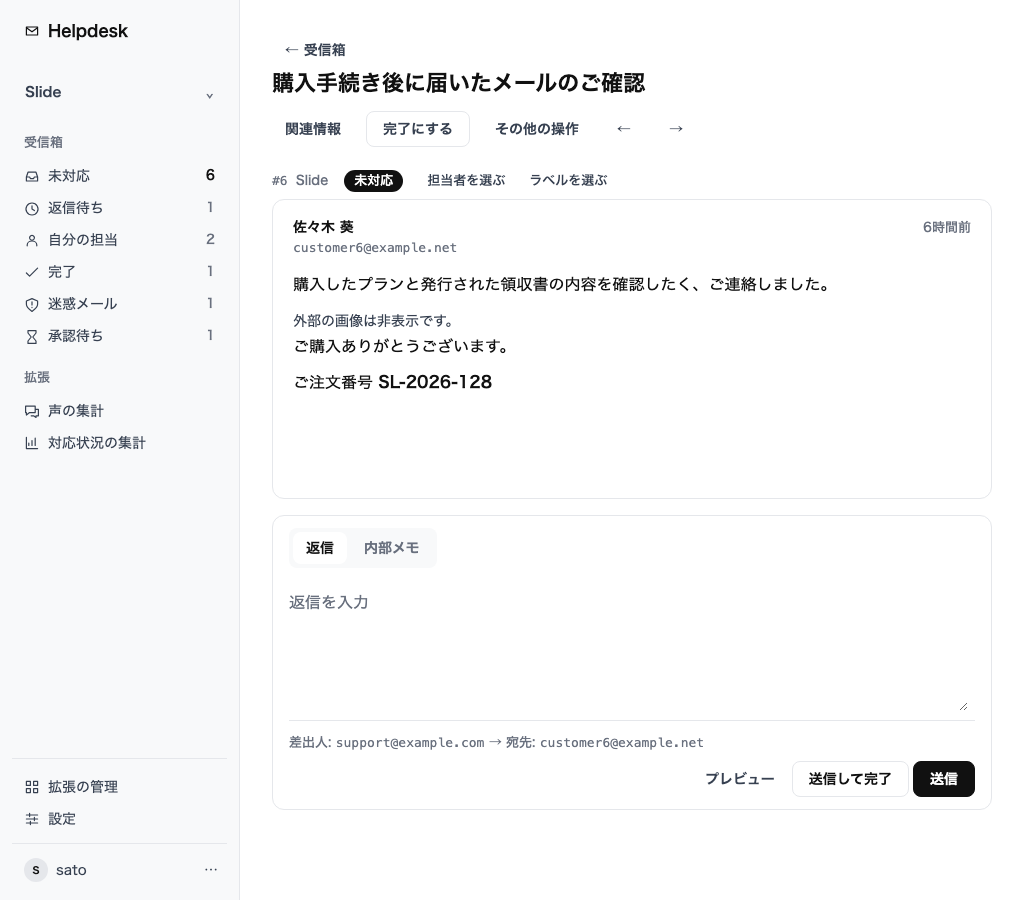 Helpdesk
Slide
受信箱
未対応 6
返信待ち 1
自分の担当 2
完了 1
迷惑メール 1
承認待ち 1
拡張
声の集計
対応状況の集計
拡張の管理
設定
S sato …
← 受信箱
購入手続き後に届いたメールのご確認
関連情報 完了にする その他の操作 ← →
#6 Slide 未対応 担当者を選ぶ ラベルを選ぶ
佐々木 葵 6時間前
customer6@example.net
購入したプランと発行された領収書の内容を確認したく、ご連絡しました。
外部の画像は非表示です。
ご購入ありがとうございます。
ご注文番号 SL-2026-128
返信 内部メモ
返信を入力
差出人: support@example.com → 宛先: customer6@example.net
プレビュー 送信して完了 送信